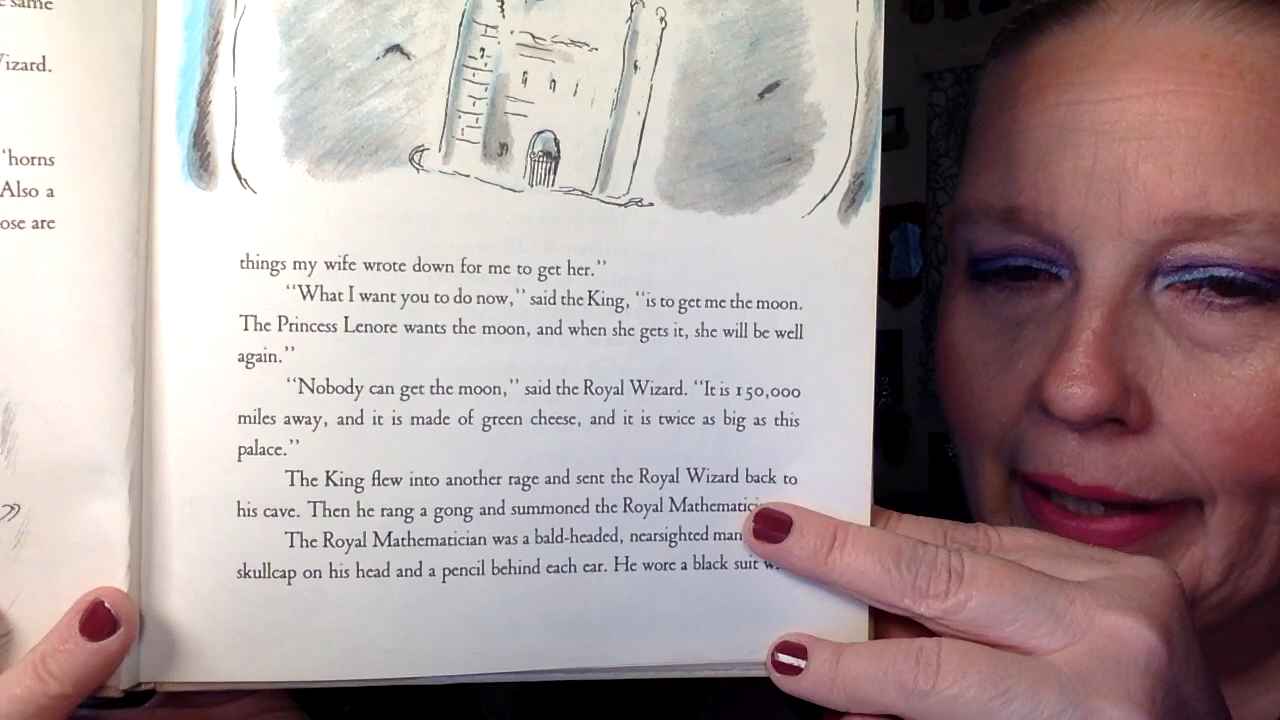 same
izard.
'horns
Also a
ose are
things my wife wrote down for me to get her.”
“What I want you to do now,” said the King, “is to get me the moon.
The Princess Lenore wants the moon, and when she gets it, she will be well
again.”
“Nobody can get the moon,” said the Royal Wizard. “It is 150,000
miles away, and it is made of green cheese, and it is twice as big as this
palace.”
The King flew into another rage and sent the Royal Wizard back to
his cave. Then he rang a gong and summoned the Royal Mathematici
The Royal Mathematician was a bald-headed, nearsighted man
skullcap on his head and a pencil behind each ear. He wore a black suit